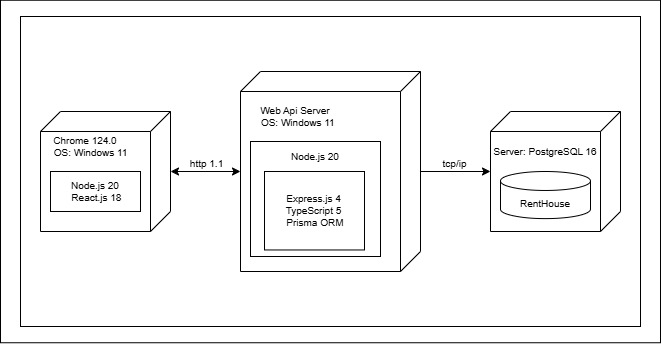 Chrome 124.0
OS: Windows 11
Node.js 20
React.js 18
http 1.1
Web Api Server
OS: Windows 11
Node.js 20
Express.js 4
TypeScript 5
Prisma ORM
tcp/ip
Server: PostgreSQL 16
RentHouse